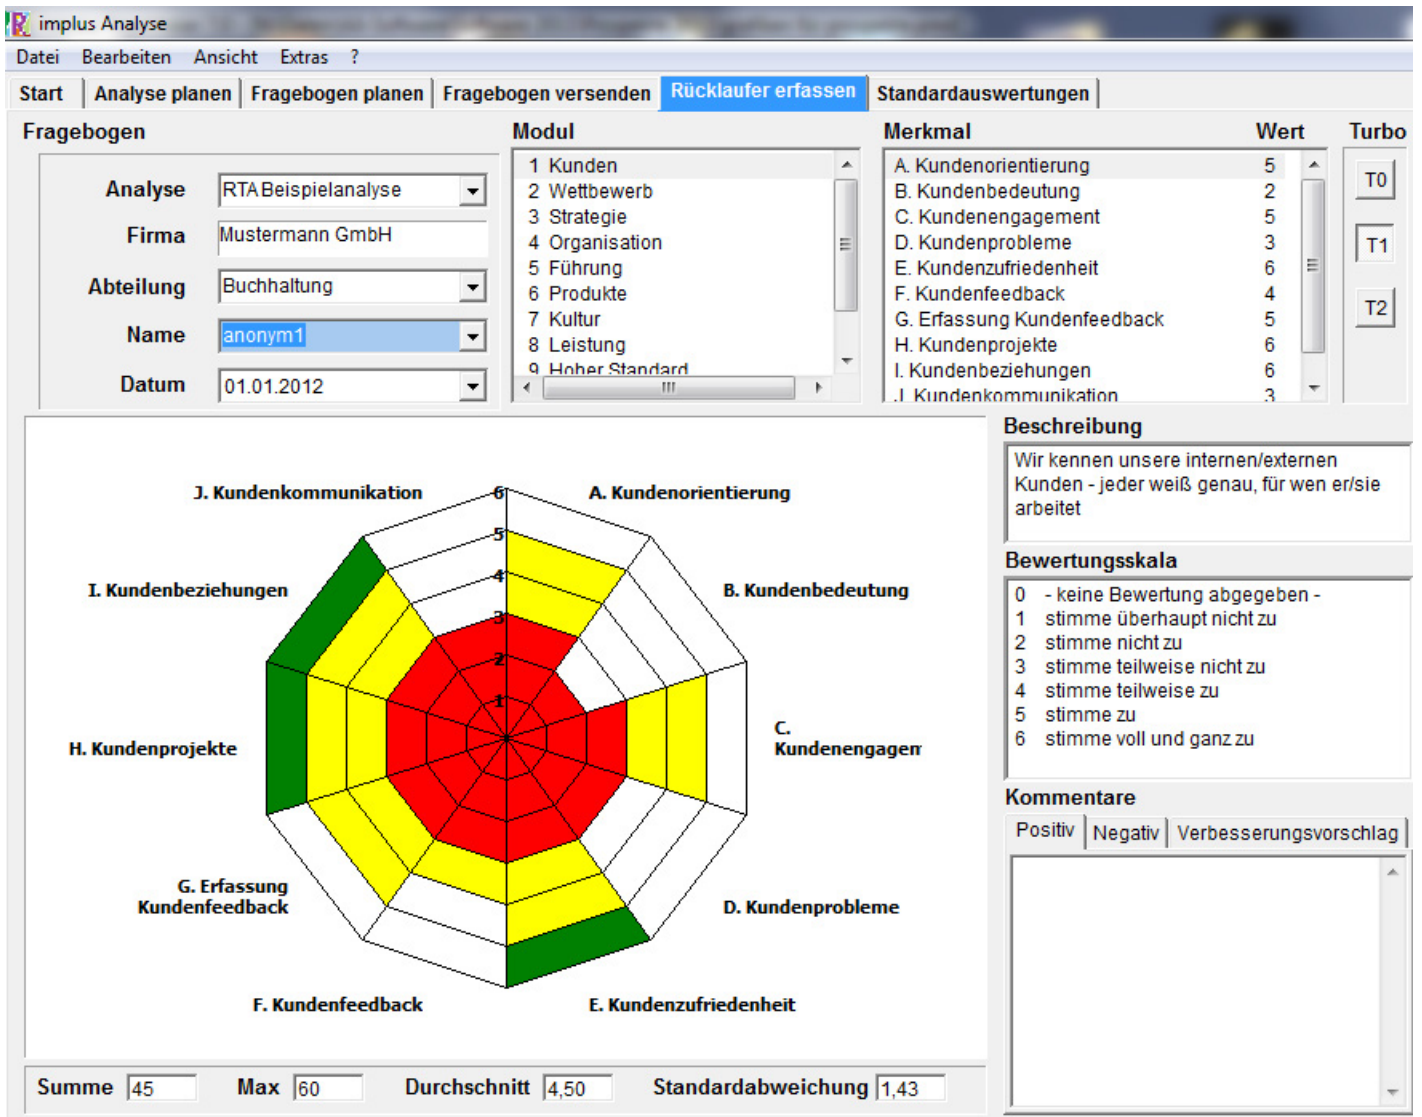 implus Analyse
Datei Bearbeiten Ansicht Extras ?
Start Analyse planen Fragebogen planen Fragebogen versenden Rücklaufer erfassen Standardauswertungen
Fragebogen
Analyse RTA Beispielanalyse
Firma Mustermann GmbH
Abteilung Buchhaltung
Name anonym1
Datum 01.01.2012
Modul
1 Kunden
2 Wettbewerb
3 Strategie
4 Organisation
5 Führung
6 Produkte
7 Kultur
8 Leistung
9 Hoher Standard
Merkmal Wert
A. Kundenorientierung 5
B. Kundenbedeutung 2
C. Kundenengagement 5
D. Kundenprobleme 3
E. Kundenzufriedenheit 6
F. Kundenfeedback 4
G. Erfassung Kundenfeedback 5
H. Kundenprojekte 6
I. Kundenbeziehungen 6
J. Kundenkommunikation 3
Turbo
T0
T1
T2
J. Kundenkommunikation
A. Kundenorientierung
I. Kundenbeziehungen
B. Kundenbedeutung
H. Kundenprojekte
C.
Kundenengagem
G. Erfassung
Kundenfeedback
D. Kundenprobleme
F. Kundenfeedback
E. Kundenzufriedenheit
6
5
4
3
2
1
Beschreibung
Wir kennen unsere internen/externen
Kunden - jeder weiß genau, für wen er/sie
arbeitet
Bewertungsskala
0 - keine Bewertung abgegeben -
1 stimme überhaupt nicht zu
2 stimme nicht zu
3 stimme teilweise nicht zu
4 stimme teilweise zu
5 stimme zu
6 stimme voll und ganz zu
Kommentare
Positiv Negativ Verbesserungsvorschlag
Summe 45 Max 60 Durchschnitt 4,50 Standardabweichung 1,43